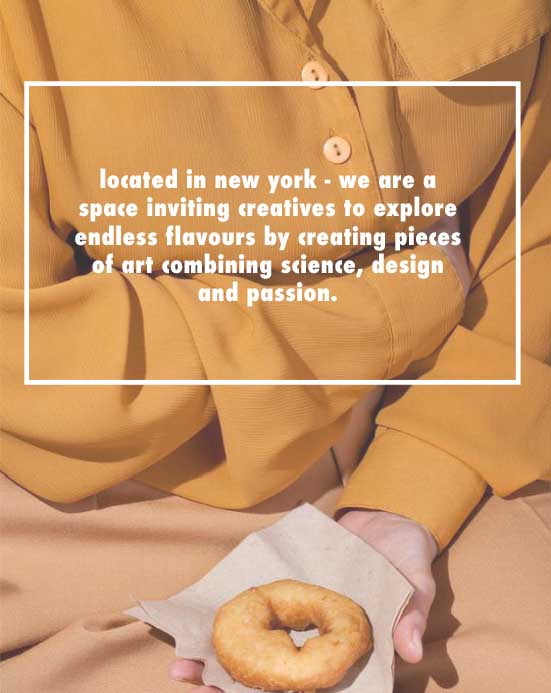 located in new york - we are a
space inviting creatives to explore
endless flavours by creating pieces
of art combining science, design
and passion.